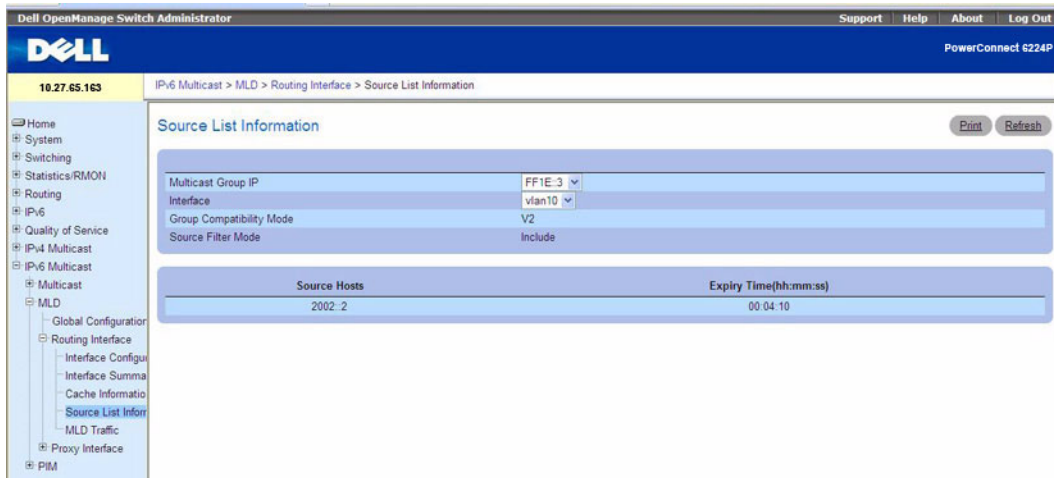 Dell OpenManage Switch Administrator
Support Help About Log Out
DELL
PowerConnect 6224P
10.27.65.163
IPv6 Multicast > MLD > Routing Interface > Source List Information
Home
System
Switching
Statistics/RMON
Routing
IPv6
Quality of Service
IPv4 Multicast
IPv6 Multicast
Multicast
MLD
Global Configuration
Routing Interface
Interface Configu
Interface Summa
Cache Informatio
Source List Inform
MLD Traffic
Proxy Interface
PIM
Source List Information
Print Refresh
Multicast Group IP FF1E::3
Interface vlan10
Group Compatibility Mode V2
Source Filter Mode Include
Source Hosts Expiry Time(hh:mm:ss)
2002::2 00:04:10